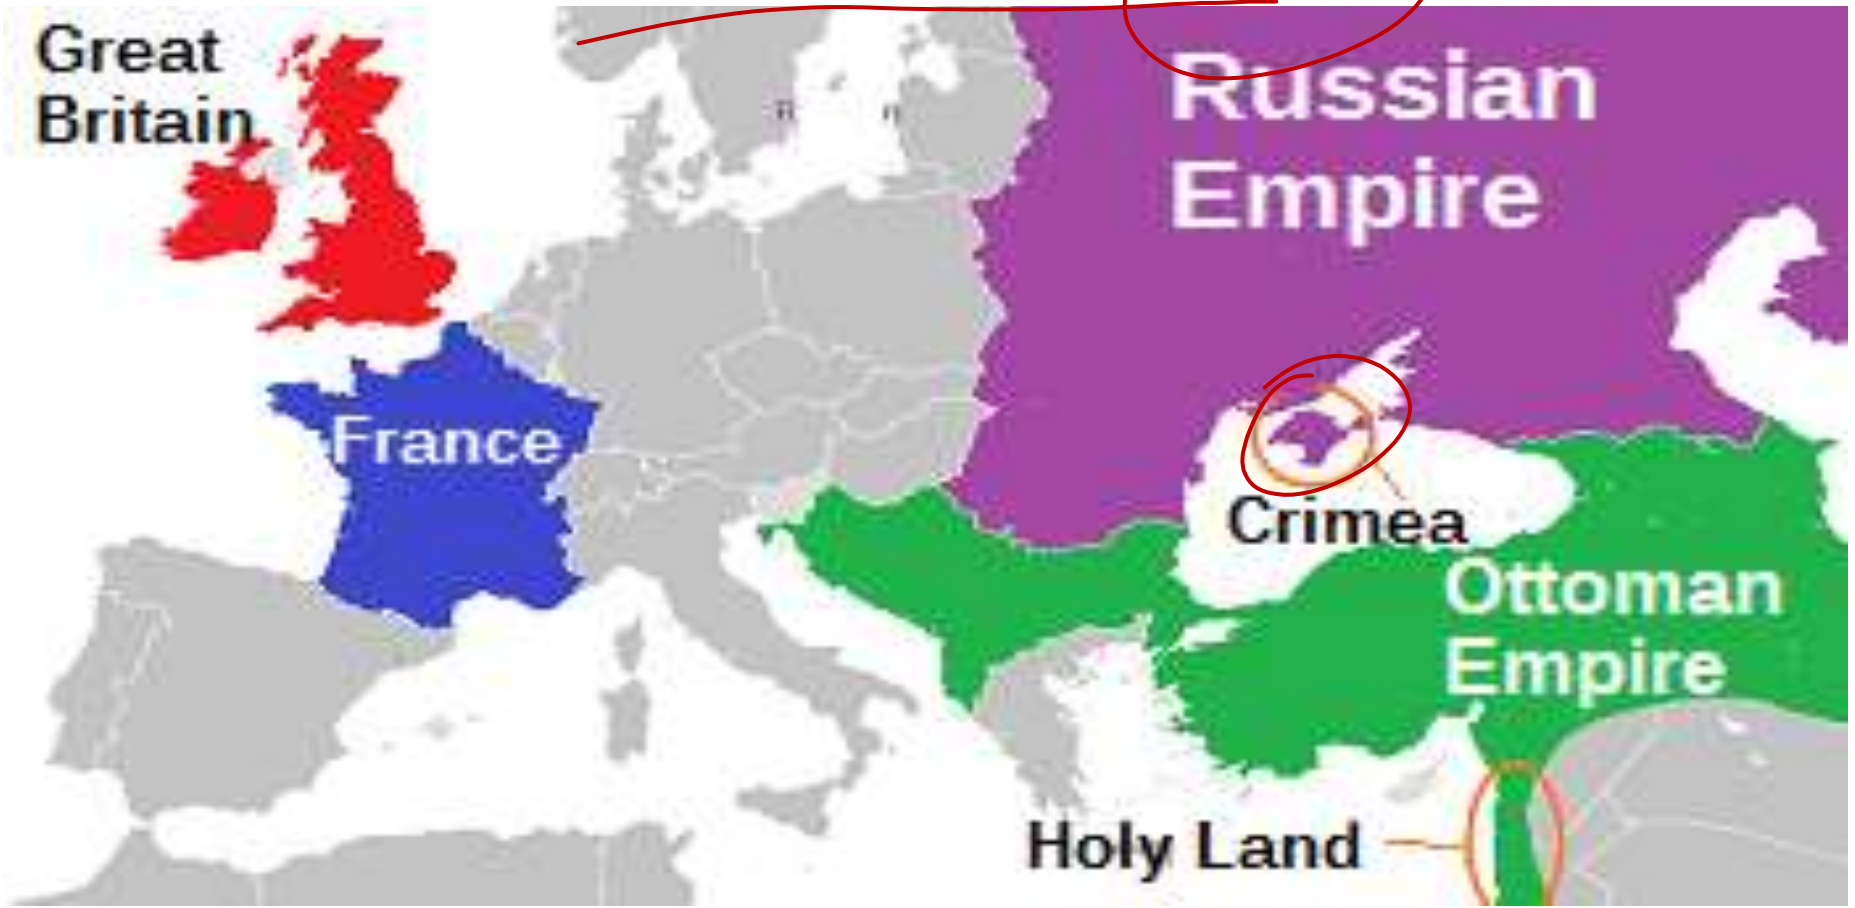 Great
Britain
Russian
Empire
France
Crimea
Ottoman
Empire
Holy Land